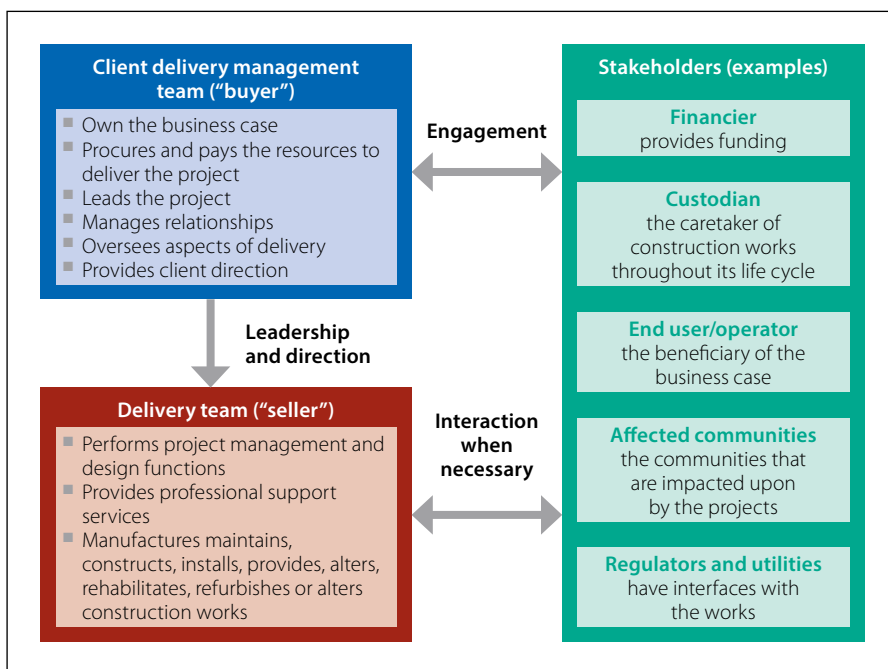 Client delivery management
team (“buyer”)
■ Own the business case
■ Procures and pays the resources to
deliver the project
■ Leads the project
■ Manages relationships
■ Oversees aspects of delivery
■ Provides client direction
Engagement
Leadership
and direction
Delivery team (“seller”)
■ Performs project management and
design functions
■ Provides professional support
services
■ Manufactures maintains,
constructs, installs, provides, alters,
rehabilitates, refurbishes or alters
construction works
Interaction
when
necessary
Stakeholders (examples)
Financier
provides funding
Custodian
the caretaker of
construction works
throughout its life cycle
End user/operator
the beneficiary of the
business case
Affected communities
the communities that
are impacted upon
by the projects
Regulators and utilities
have interfaces with
the works